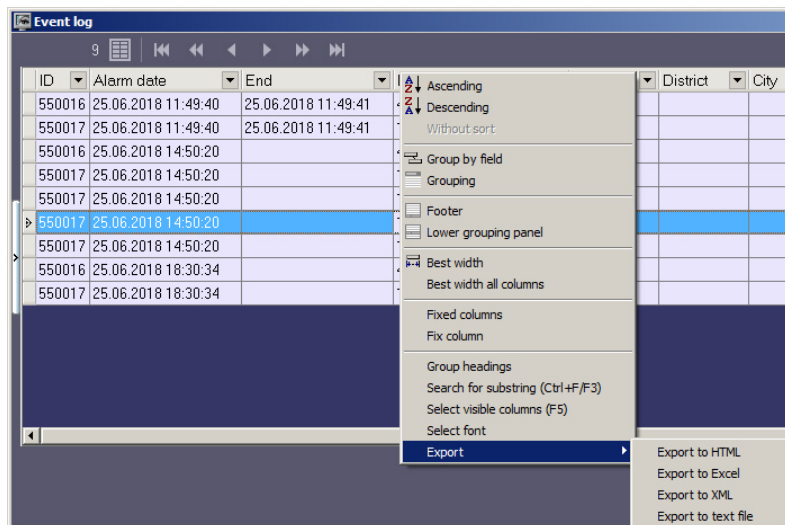 Event log
9
ID Alarm date End District City
550016 25.06.2018 11:49:40 25.06.2018 11:49:41
550017 25.06.2018 11:49:40 25.06.2018 11:49:41
550016 25.06.2018 14:50:20
550017 25.06.2018 14:50:20
550017 25.06.2018 14:50:20
550017 25.06.2018 14:50:20
550017 25.06.2018 14:50:20
550016 25.06.2018 18:30:34
550017 25.06.2018 18:30:34
Ascending
Descending
Without sort
Group by field
Grouping
Footer
Lower grouping panel
Best width
Best width all columns
Fixed columns
Fix column
Group headings
Search for substring (Ctrl+F/F3)
Select visible columns (F5)
Select font
Export
Export to HTML
Export to Excel
Export to XML
Export to text file